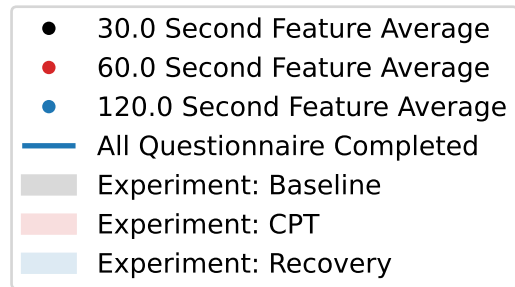 30.0 Second Feature Average
60.0 Second Feature Average
120.0 Second Feature Average
All Questionnaire Completed
Experiment: Baseline
Experiment: CPT
Experiment: Recovery